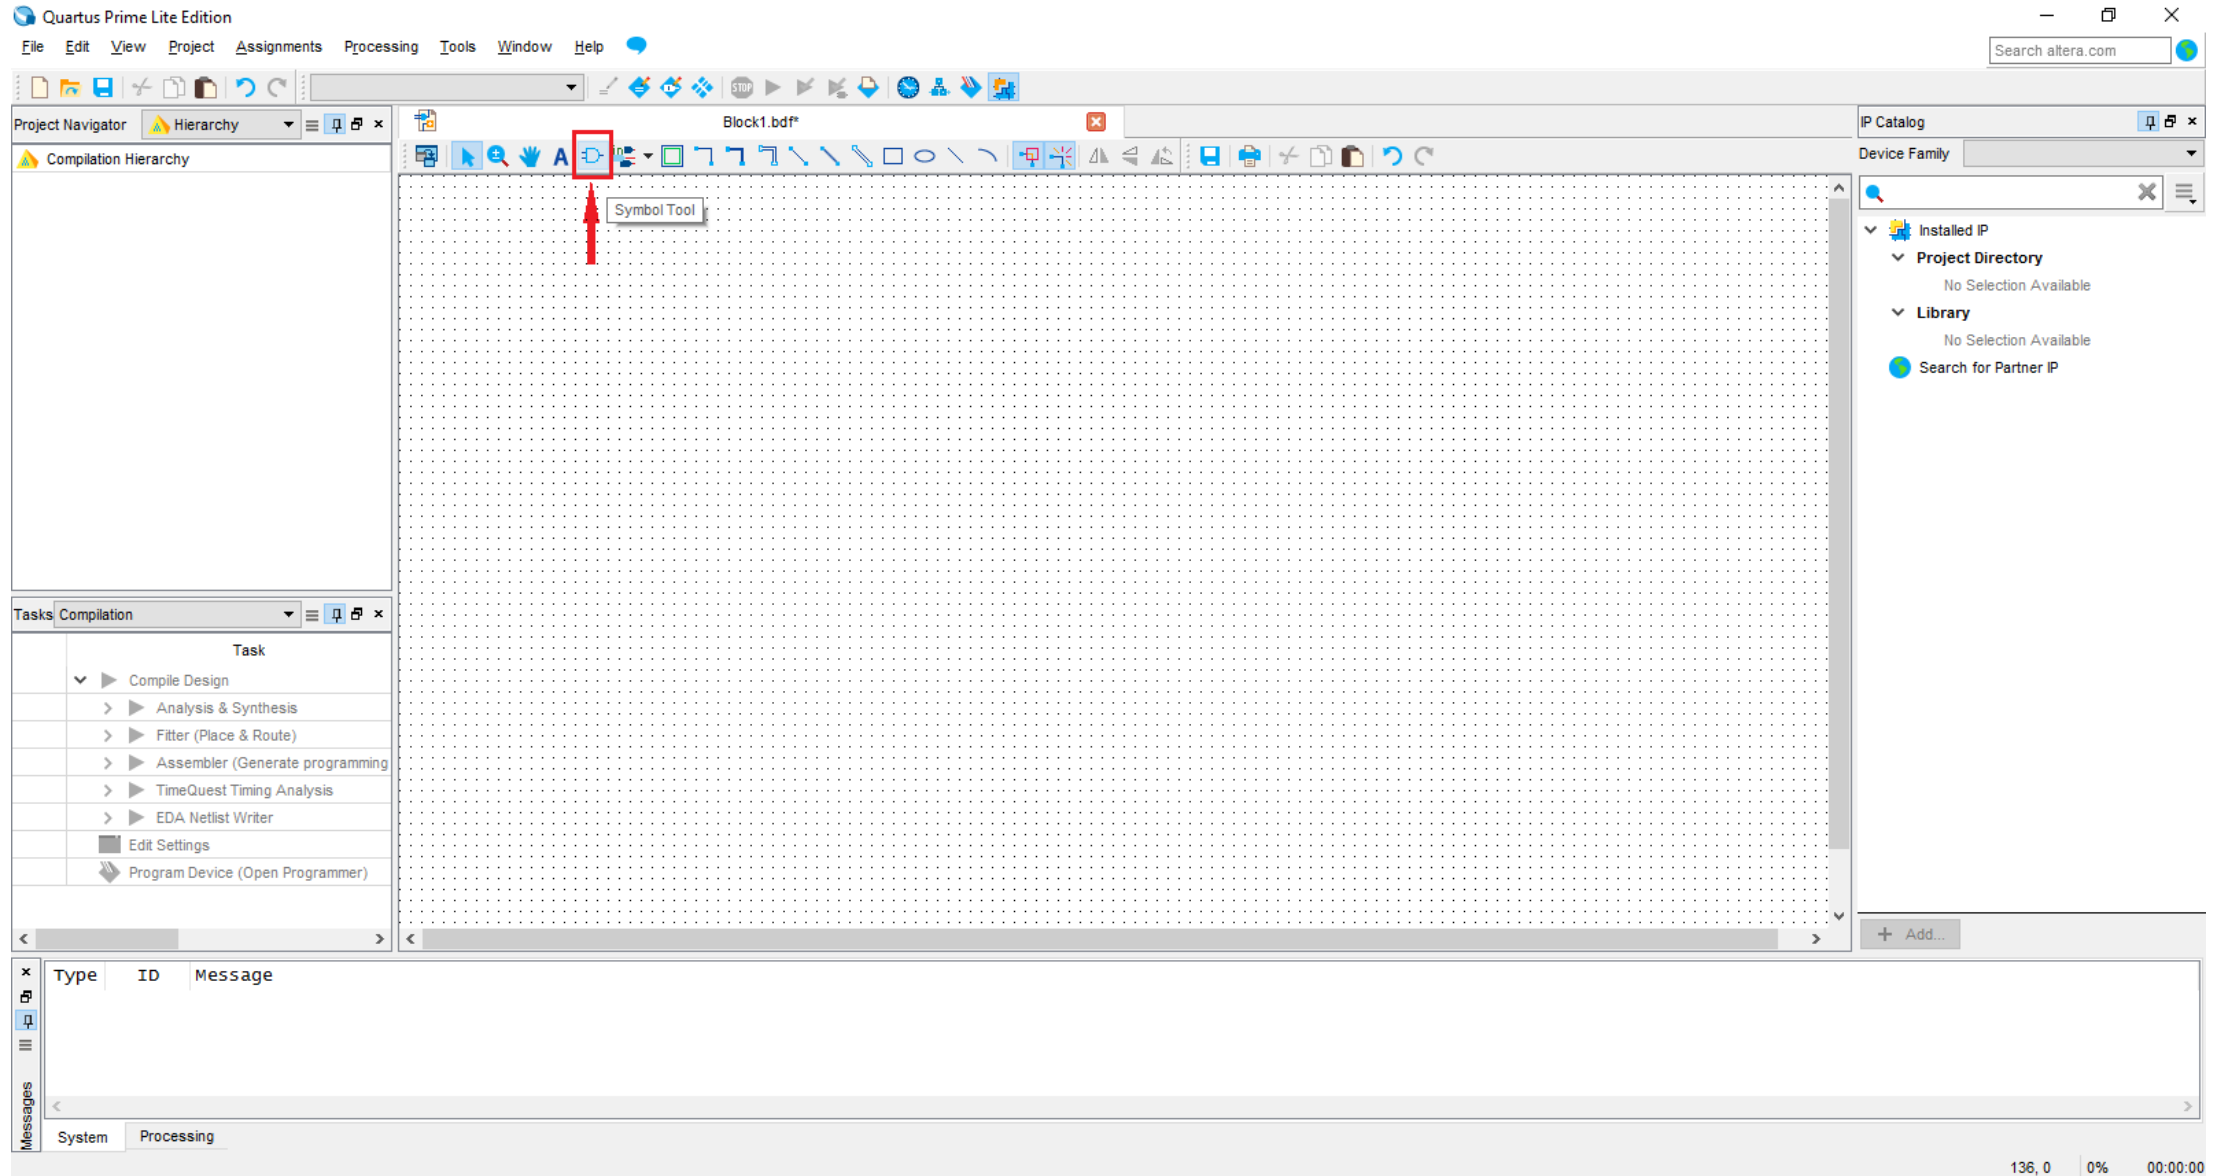 Quartus Prime Lite Edition
File Edit View Project Assignments Processing Tools Window Help
Search altera.com
STOP
Project Navigator Hierarchy
Compilation Hierarchy
Block1.bdf*
A
Symbol Tool
IP Catalog
Device Family
Installed IP
Project Directory
No Selection Available
Library
No Selection Available
Search for Partner IP
+ Add...
Tasks Compilation
Task
Compile Design
Analysis & Synthesis
Fitter (Place & Route)
Assembler (Generate programming
TimeQuest Timing Analysis
EDA Netlist Writer
Edit Settings
Program Device (Open Programmer)
Type ID Message
Messages
System Processing
136, 0 0% 00:00:00